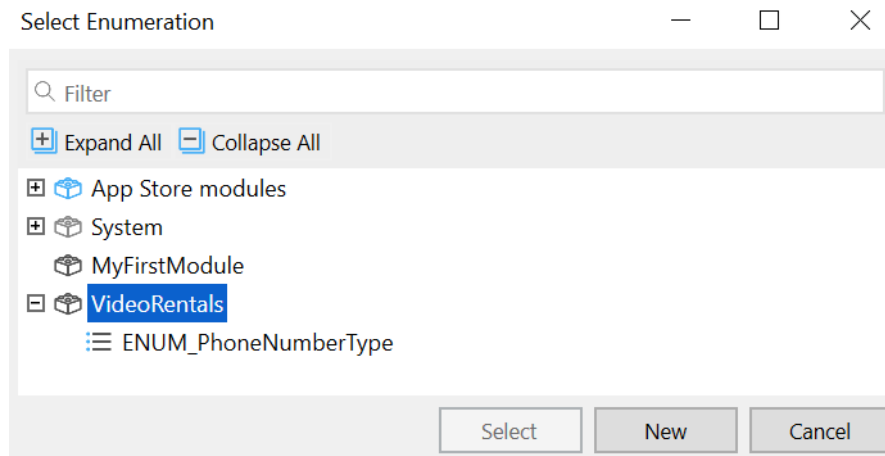 Select Enumeration
Filter
Expand All Collapse All
App Store modules
System
MyFirstModule
VideoRentals
ENUM_PhoneNumberType
Select New Cancel